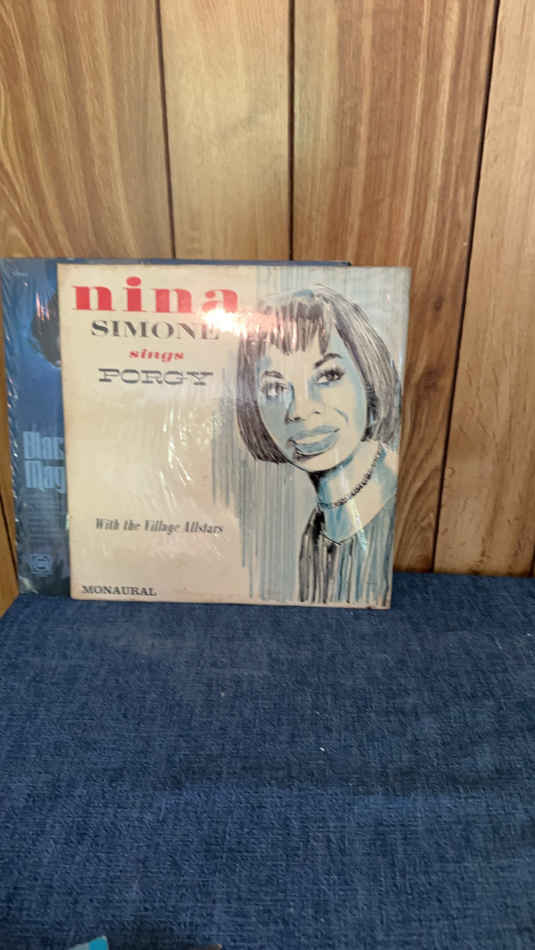 nina
SIMONE
sings
PORGY
With the Village Allstars
MONAURAL